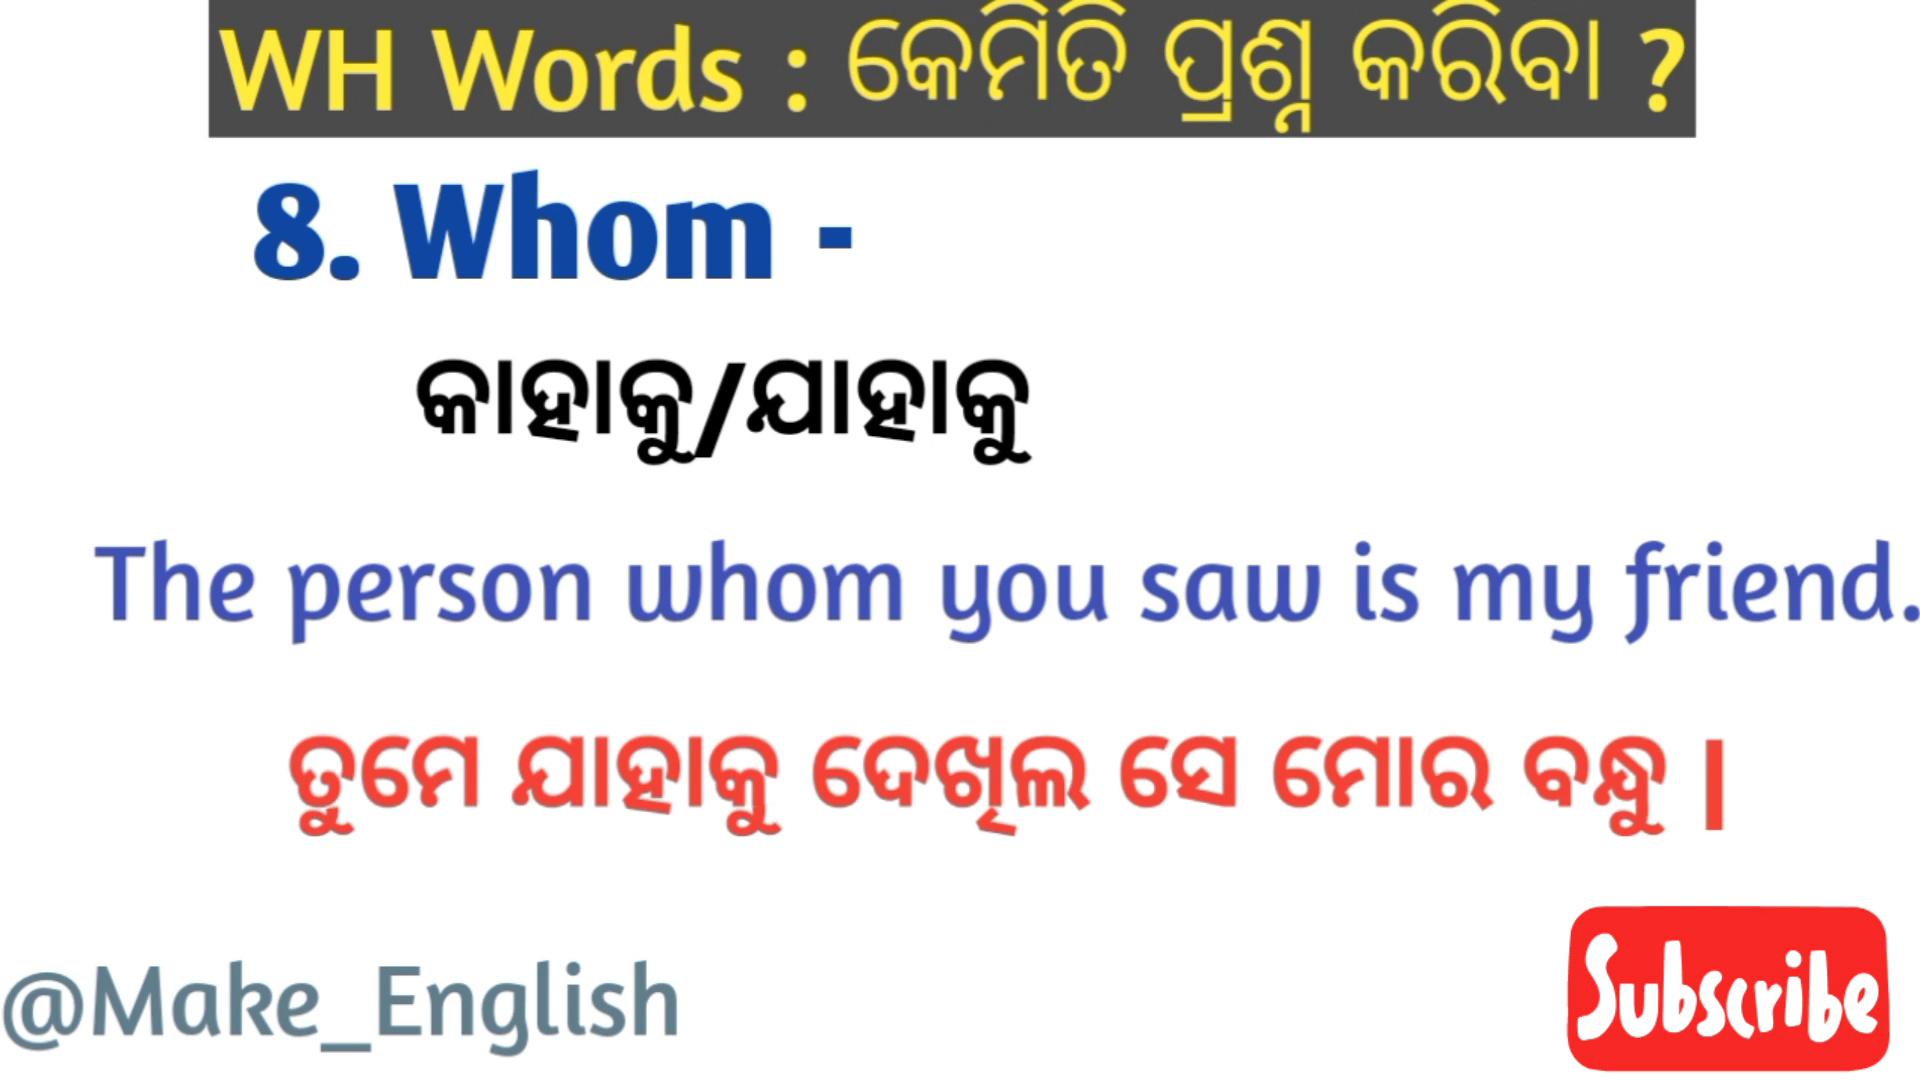 WH Words : କେମିତି ପ୍ରଶ୍ନ କରିବା ?
8. Whom -
କାହାକୁ/ଯାହାକୁ
The person whom you saw is my friend.
ତୁମେ ଯାହାକୁ ଦେଖିଲ ସେ ମୋର ବନ୍ଧୁ |
@Make_English
Subscribe